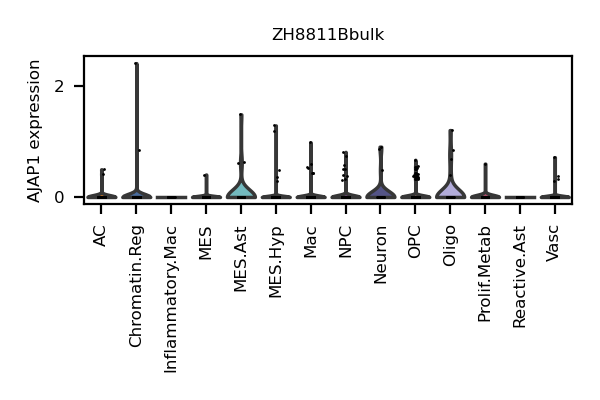 ZH8811Bbulk
AJAP1 expression
2
0
AC
Chromatin.Reg
Inflammatory.Mac
MES
MES.Ast
MES.Hyp
Mac
NPC
Neuron
OPC
Oligo
Prolif.Metab
Reactive.Ast
Vasc